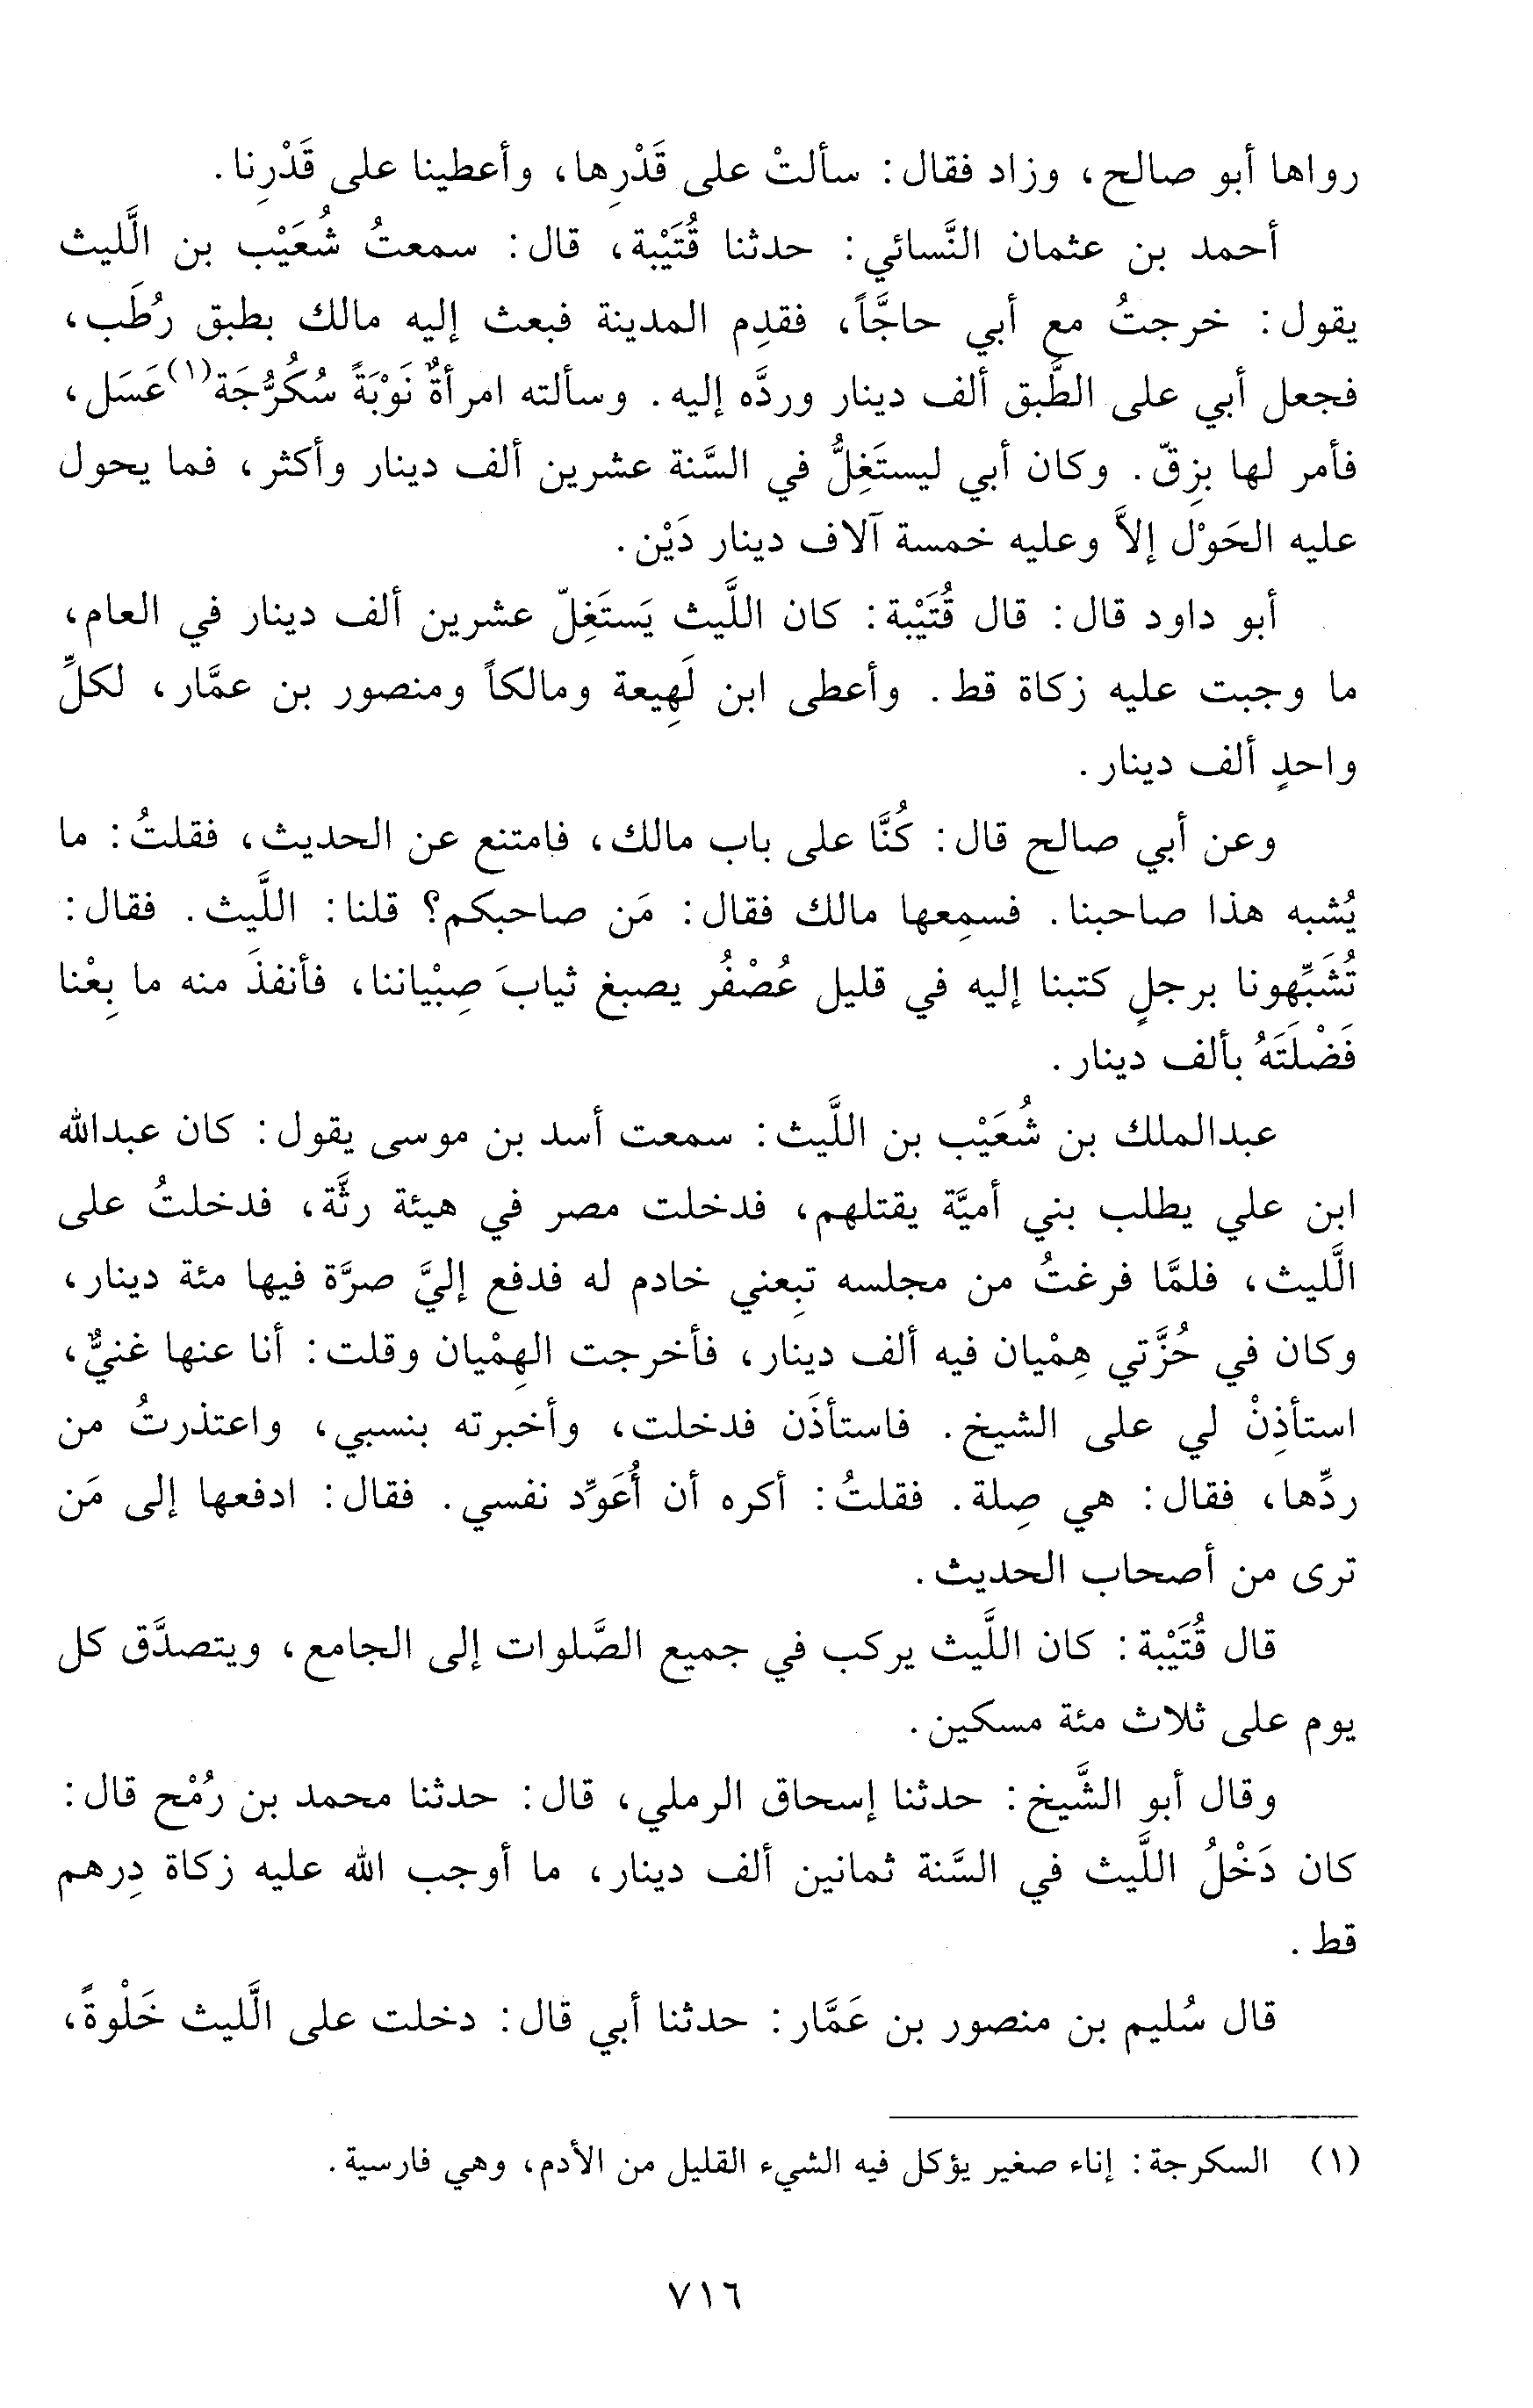 رواها أبو صالح، وزاد فقال: سألتْ على قَدْرِها، وأعطينا على قَدْرِنا.
أحمد بن عثمان النَّسائي: حدثنا قُتَيْبة، قال: سمعتُ شُعَيْب بن الَّليث
يقول: خرجتُ مع أبي حاجًّاً، فقدِم المدينة فبعث إليه مالك بطبق رُطَب،
فجعل أبي على الطَّبق ألف دينار وردَّه إليه. وسألته امرأةٌ نَوْبَةً سُكُرُّجَة(١) عَسَل،
فأمر لها بزِقّ. وكان أبي ليستَغِلُّ في السَّنة عشرين ألف دينار وأكثر، فما يحول
عليه الحَوْل إلاَّ وعليه خمسة آلاف دينار دَيْن.
أبو داود قال: قال قُتَيْبة: كان اللَّيث يَستَغِلّ عشرين ألف دينار في العام،
ما وجبت عليه زكاة قط. وأعطى ابن لَهِيعة ومالكاً ومنصور بن عمَّار، لكلِّ
واحدٍ ألف دينار.
وعن أبي صالح قال: كُنَّا على باب مالك، فامتنع عن الحديث، فقلتُ: ما
يُشبه هذا صاحبنا. فسمِعها مالك فقال: مَن صاحبكم؟ قلنا: اللَّيث. فقال:
تُشَبِّهونا برجلٍ كتبنا إليه في قليل عُصْفُر يصبغ ثيابَ صِبْياننا، فأنفذَ منه ما بِعْنا
فَضْلَتَهُ بألف دينار.
عبدالملك بن شُعَيْب بن اللَّيث: سمعت أسد بن موسى يقول: كان عبدالله
ابن علي يطلب بني أميَّة يقتلهم، فدخلت مصر في هيئة رثَّة، فدخلتُ على
الَّليث، فلمَّا فرغتُ من مجلسه تبِعني خادم له فدفع إليَّ صرَّة فيها مئة دينار،
وكان في حُزَّتي هِمْيان فيه ألف دينار، فأخرجت الهِمْيان وقلت: أنا عنها غنيٌّ،
استأذِنْ لي على الشيخ. فاستأذَن فدخلت، وأخبرته بنسبي، واعتذرتُ من
ردِّها، فقال: هي صِلة. فقلتُ: أكره أن أُعَوِّد نفسي. فقال: ادفعها إلى مَن
ترى من أصحاب الحديث.
قال قُتَيْبة: كان اللَّيث يركب في جميع الصَّلوات إلى الجامع، ويتصدَّق كل
يوم على ثلاث مئة مسكين.
وقال أبو الشَّيخ: حدثنا إسحاق الرملي، قال: حدثنا محمد بن رُمْح قال:
كان دَخْلُ اللَّيث في السَّنة ثمانين ألف دينار، ما أوجب الله عليه زكاة دِرهم
قط.
قال سُليم بن منصور بن عَمَّار: حدثنا أبي قال: دخلت على الَّليث خَلْوةً،
(١) السكرجة: إناء صغير يؤكل فيه الشيء القليل من الأدم، وهي فارسية.
٧١٦